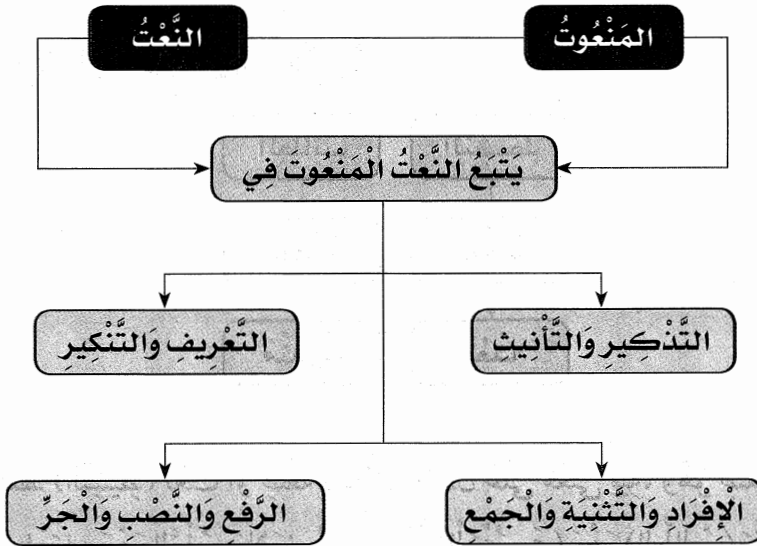 المَنْعُوتُ
النَّعْتُ
يَتْبَعُ النَّعْتُ الْمَنْعُوتَ فِي
التَّذْكِيرِ وَالتَّأْنِيثِ
التَّعْرِيفِ وَالتَّنْكِيرِ
الْإِفْرَادِ وَالتَّثْنِيَةِ وَالْجَمْعِ
الرَّفْعِ وَالنَّصْبِ وَالْجَرِّ